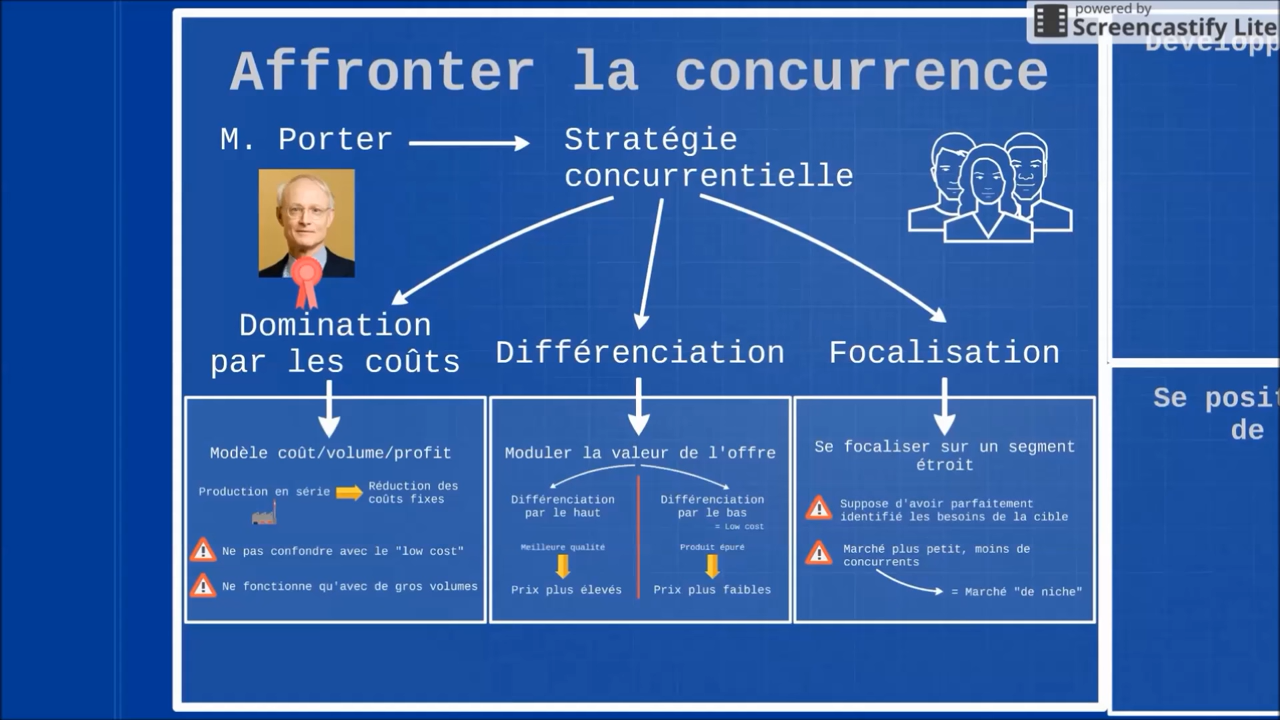 powered by
Screencastify Lite
Affronter la concurrence
M. Porter
Stratégie
concurrentielle
Domination
par les coûts
Différenciation
Focalisation
Modèle coût/volume/profit
Production en série
Réduction des
coûts fixes
Ne pas confondre avec le "low cost"
Ne fonctionne qu'avec de gros volumes
Moduler la valeur de l'offre
Différenciation
par le haut
Meilleure qualité
Prix plus élevés
Différenciation
par le bas
= Low cost
Produit épuré
Prix plus faibles
Se focaliser sur un segment
étroit
Suppose d'avoir parfaitement
identifié les besoins de la cible
Marché plus petit, moins de
concurrents
= Marché "de niche"
Développ
Se posit
de